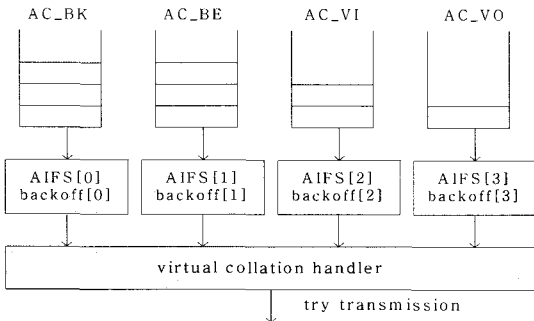 AC_BK AC_BE AC_VI AC_VO
AIFS[0] AIFS[1] AIFS[2] AIFS[3]
backoff[0] backoff[1] backoff[2] backoff[3]
virtual collation handler
try transmission